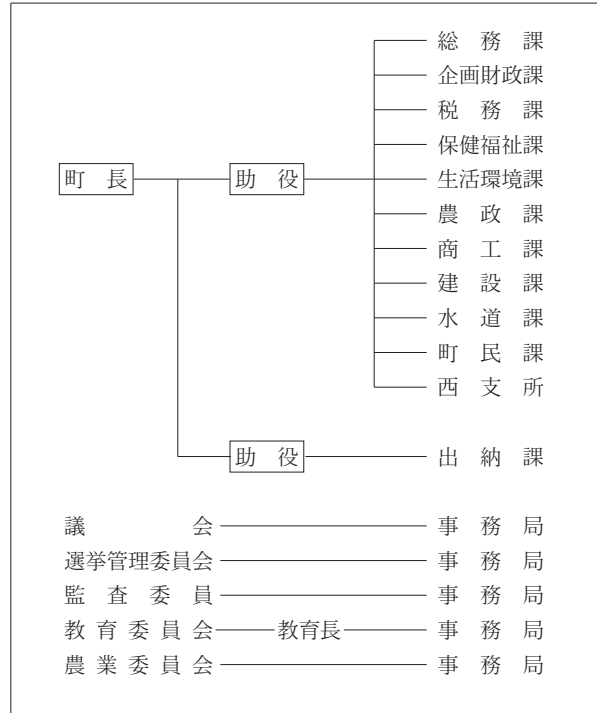 総務課
企画財政課
税務課
保健福祉課
町長 助役 生活環境課
農政課
商工課
建設課
水道課
町民課
西支所
助役 出納課
議会 事務局
選挙管理委員会 事務局
監査委員 事務局
教育委員会 教育長 事務局
農業委員会 事務局